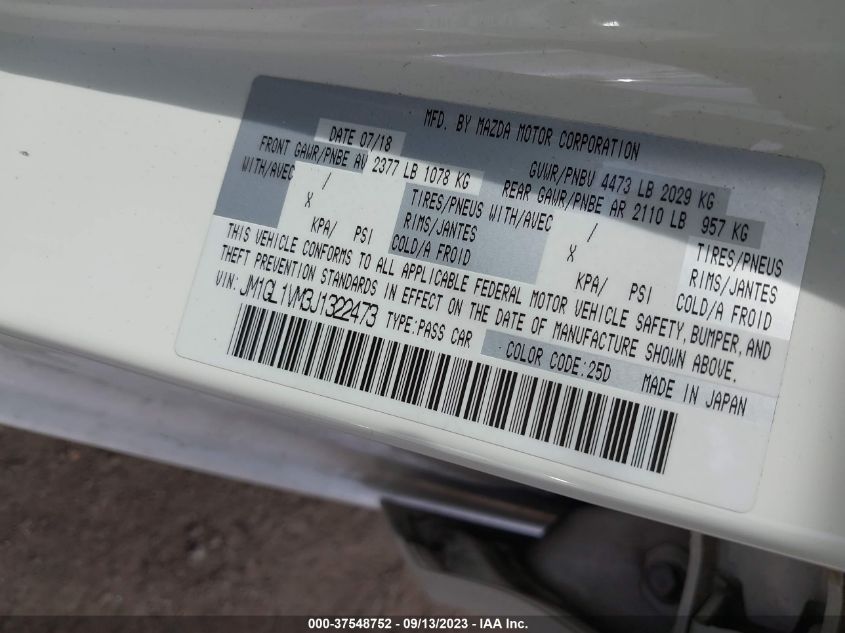 MFD. BY MAZDA MOTOR CORPORATION
DATE 07/18 GVWR/PNBV 4473 LB 2029 KG
FRONT GAWR/PNBE AV 2377 LB 1078 KG REAR GAWR/PNBE AR 2110 LB 957 KG
WITH/AVEC / TIRES/PNEUS WITH/AVEC / TIRES/PNEUS
X RIMS/JANTES X RIMS/JANTES
KPA/ PSI COLD/A FROID KPA/ PSI COLD/A FROID
THIS VEHICLE CONFORMS TO ALL APPLICABLE FEDERAL MOTOR VEHICLE SAFETY, BUMPER, AND
THEFT PREVENTION STANDARDS IN EFFECT ON THE DATE OF MANUFACTURE SHOWN ABOVE.
VIN: JM1GL1VM3J1322473 TYPE:PASS CAR COLOR CODE:25D MADE IN JAPAN
000-37548752 - 09/13/2023 - IAA Inc.